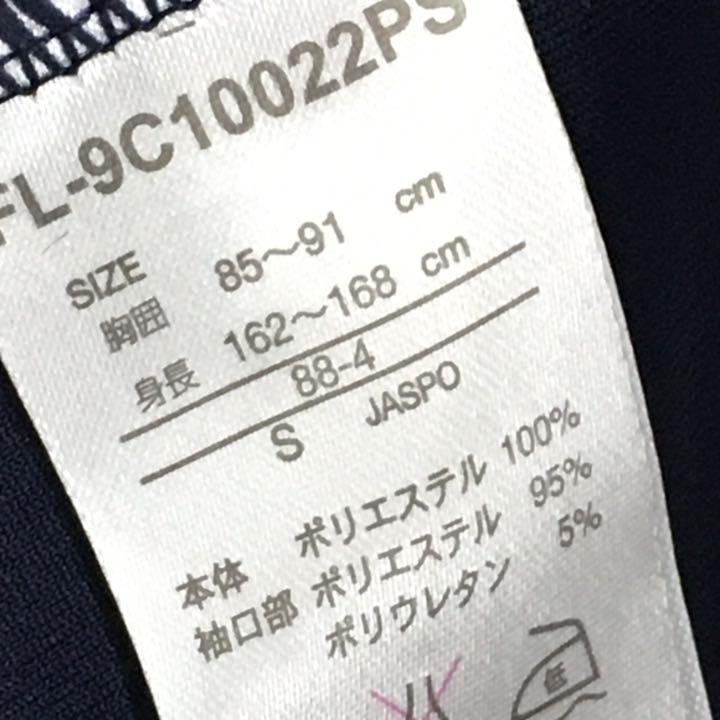 FL-9C10022PS
SIZE
胸囲 85～91 cm
身長 162～168 cm
88-4
S JASPO
本体 ポリエステル 100%
袖口部 ポリエステル 95%
ポリウレタン 5%
低